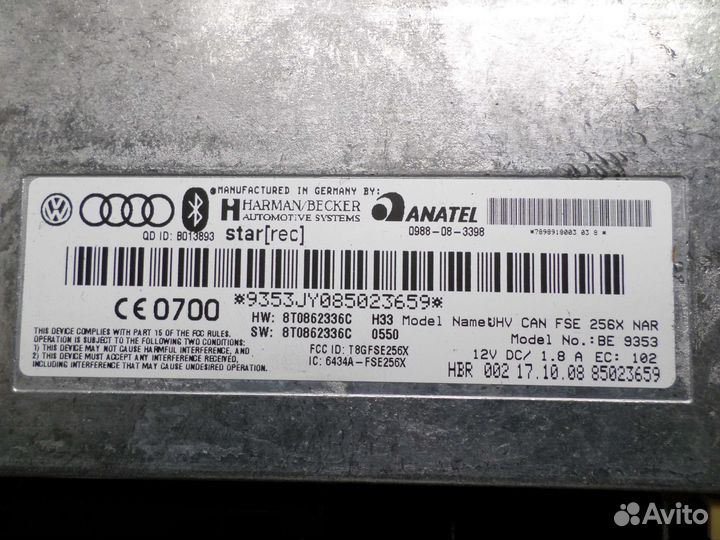 *MANUFACTURED IN GERMANY BY:
HARMAN/BECKER
AUTOMOTIVE SYSTEMS
ANATEL
0988-08-3398
QD ID: B013893
star[rec]
*9353JY085023659*
CE0700
HW: 8T0862336C H33
SW: 8T0862336C 0550
Model Name:UHV CAN FSE 256X NAR
Model No.:BE 9353
12V DC/ 1.8 A EC: 102
HBR 002 17.10.08 85023659
THIS DEVICE COMPLIES WITH PART 15 OF THE FCC RULES.
OPERATION IS SUBJECT TO THE FOLLOWING TWO CONDITIONS:
(1) THIS DEVICE MAY NOT CAUSE HARMFUL INTERFERENCE, AND
(2) THIS DEVICE MUST ACCEPT ANY INTERFERENCE RECEIVED,
INCLUDING INTERFERENCE THAT MAY CAUSE UNDESIRED OPERATION.
FCC ID: T8GFSE256X
IC: 6434A-FSE256X
Avito